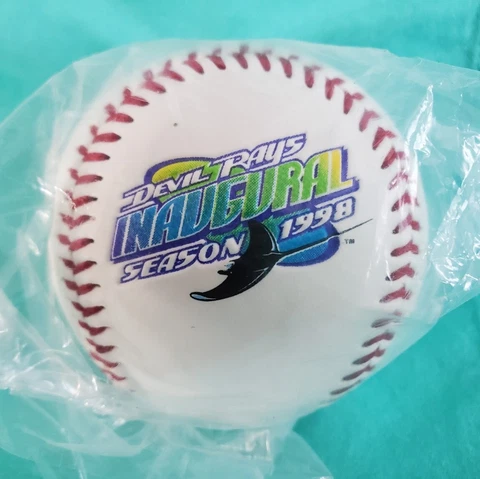 DEVIL RAYS
INAUGURAL
SEASON 1998
TM